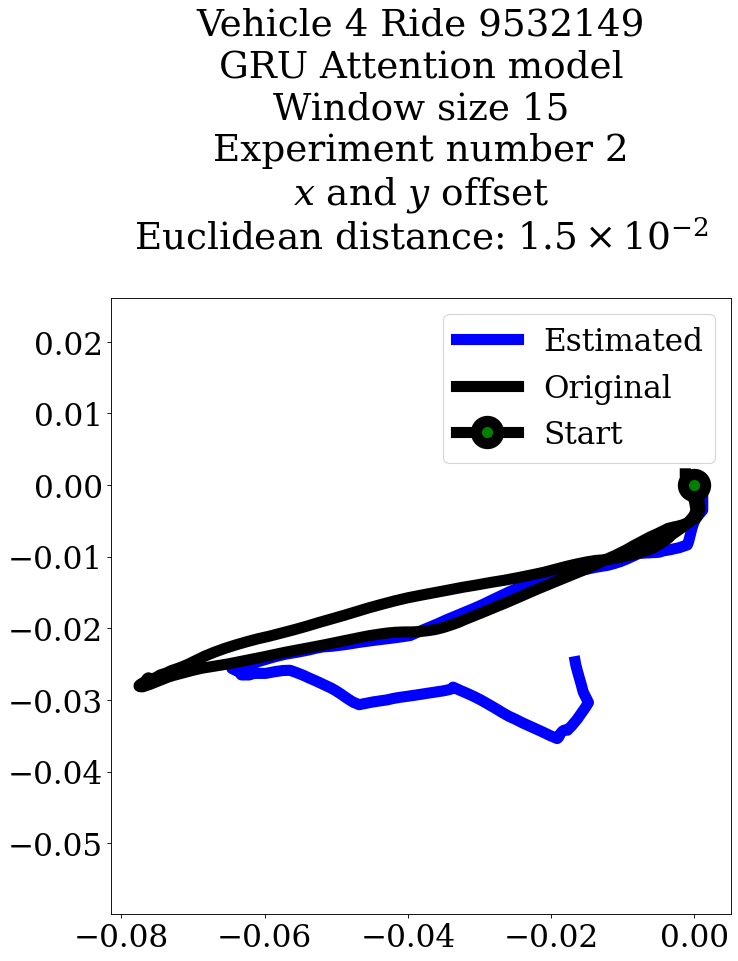 Vehicle 4 Ride 9532149
GRU Attention model
Window size 15
Experiment number 2
x and y offset
Euclidean distance: 1.5 × 10⁻²
Estimated
Original
Start
0.02
0.01
0.00
−0.01
−0.02
−0.03
−0.04
−0.05
−0.08 −0.06 −0.04 −0.02 0.00